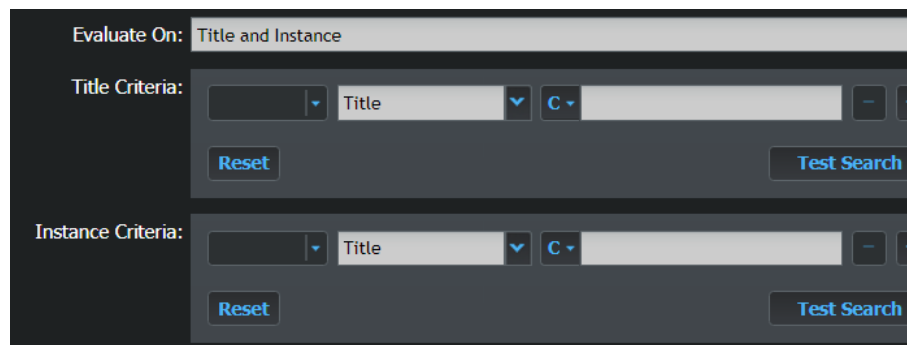 Evaluate On: Title and Instance
Title Criteria:
Title C
Reset Test Search
Instance Criteria:
Title C
Reset Test Search